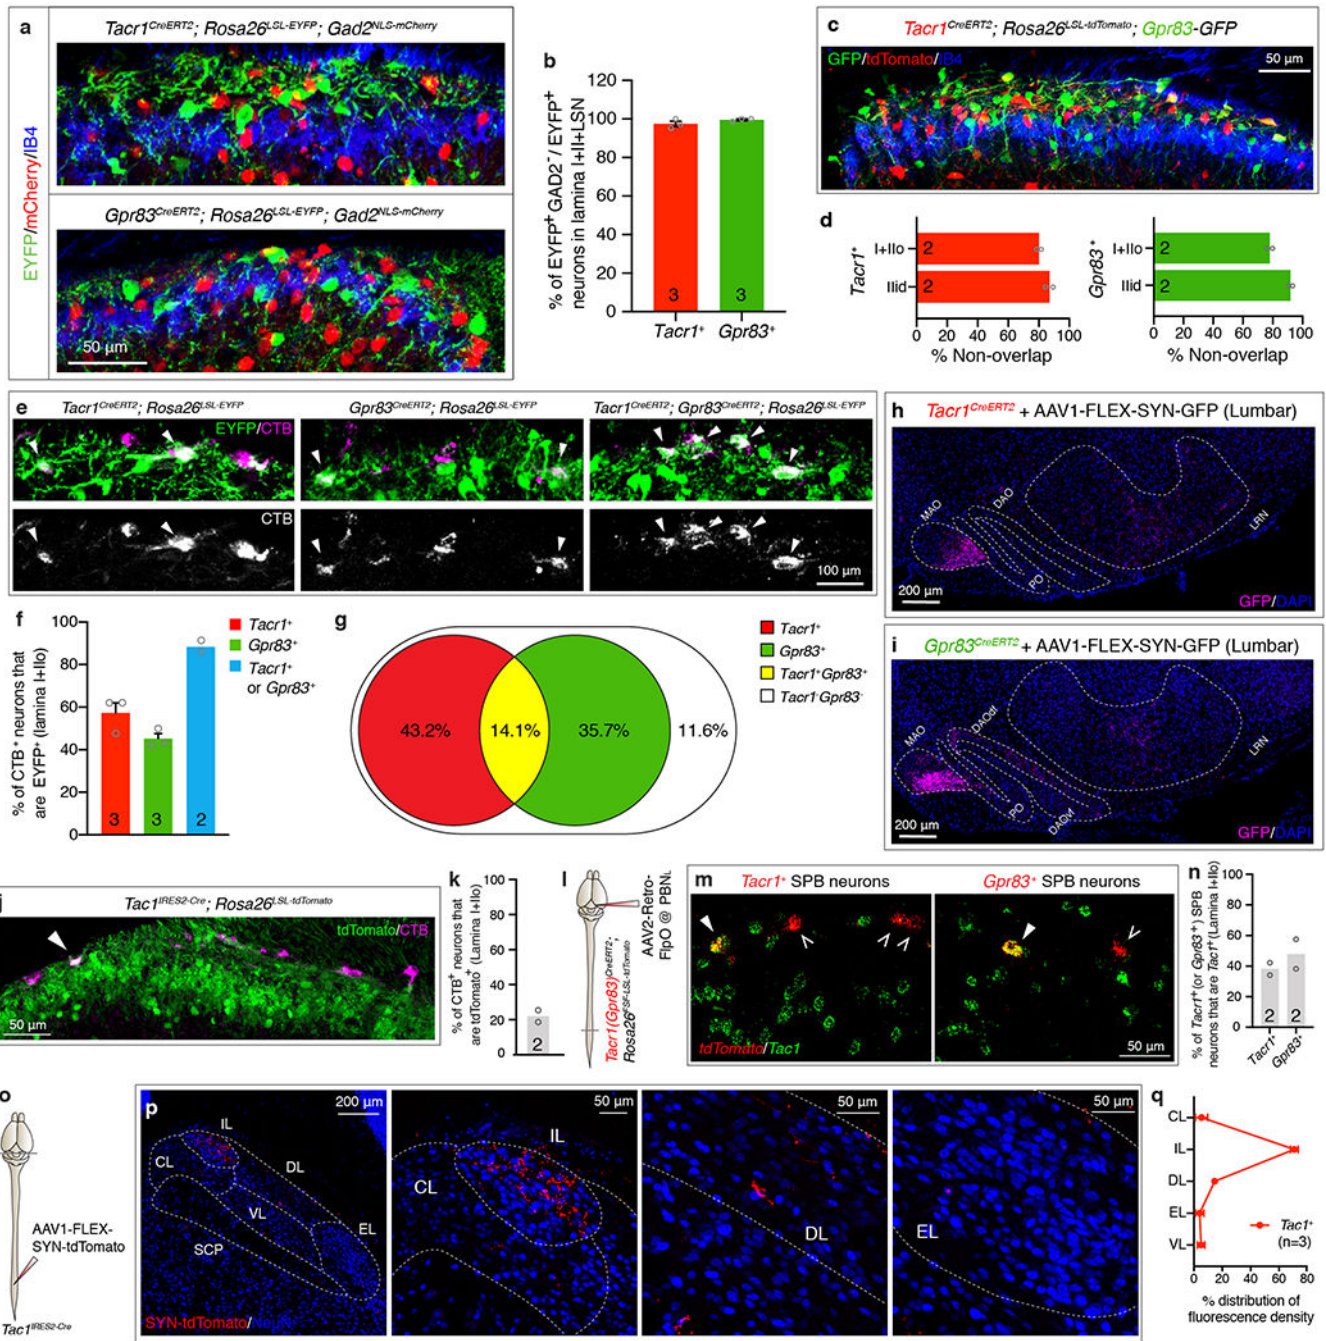 a
Tacr1CreERT2; Rosa26LSL-EYFP; Gad2NLS-mCherry
EYFP/mCherry/IB4
Gpr83CreERT2; Rosa26LSL-EYFP; Gad2NLS-mCherry
50 µm
b
% of EYFP+ GAD2-/ EYFP+
neurons in lamina I+II+LSN
120
100
80
60
40
20
0
3
3
Tacr1+
Gpr83+
c
Tacr1CreERT2; Rosa26LSL-tdTomato; Gpr83-GFP
GFP/tdTomato/IB4
50 µm
d
Tacr1+
I+IIo
2
IIid
2
0 20 40 60 80 100
% Non-overlap
Gpr83+
I+IIo
2
IIid
2
0 20 40 60 80 100
% Non-overlap
e
Tacr1CreERT2; Rosa26LSL-EYFP
Gpr83CreERT2; Rosa26LSL-EYFP
Tacr1CreERT2; Gpr83CreERT2; Rosa26LSL-EYFP
EYFP/CTB
CTB
100 µm
f
% of CTB+ neurons that
are EYFP+ (lamina I+IIo)
100
80
60
40
20
0
3
3
2
Tacr1+
Gpr83+
Tacr1+
or Gpr83+
g
43.2%
14.1%
35.7%
11.6%
Tacr1+
Gpr83+
Tacr1+Gpr83+
Tacr1-Gpr83-
h
Tacr1CreERT2 + AAV1-FLEX-SYN-GFP (Lumbar)
MAO
DAO
PO
LRN
200 µm
GFP/DAPI
i
Gpr83CreERT2 + AAV1-FLEX-SYN-GFP (Lumbar)
MAO
DAOdf
PO
DAOvf
LRN
200 µm
GFP/DAPI
j
Tac1IRES2-Cre; Rosa26LSL-tdTomato
tdTomato/CTB
50 µm
k
% of CTB+ neurons that
are tdTomato+ (Lamina I+IIo)
100
80
60
40
20
0
2
l
AAV2-Retro-
FlpO @ PBNL
Tacr1(Gpr83)CreERT2;
Rosa26FSF-LSL-tdTomato
m
Tacr1+ SPB neurons
Gpr83+ SPB neurons
tdTomato/Tac1
50 µm
n
% of Tacr1+ (or Gpr83+) SPB
neurons that are Tac1+ (Lamina I+IIo)
100
80
60
40
20
0
2
2
Tacr1+
Gpr83+
o
AAV1-FLEX-
SYN-tdTomato
Tac1IRES2-Cre
p
200 µm
IL
CL
DL
VL
EL
SCP
SYN-tdTomato/NeuN
50 µm
IL
CL
50 µm
DL
50 µm
EL
q
CL
IL
DL
EL
VL
Tac1+
(n=3)
0 20 40 60 80
% distribution of
fluorescence density